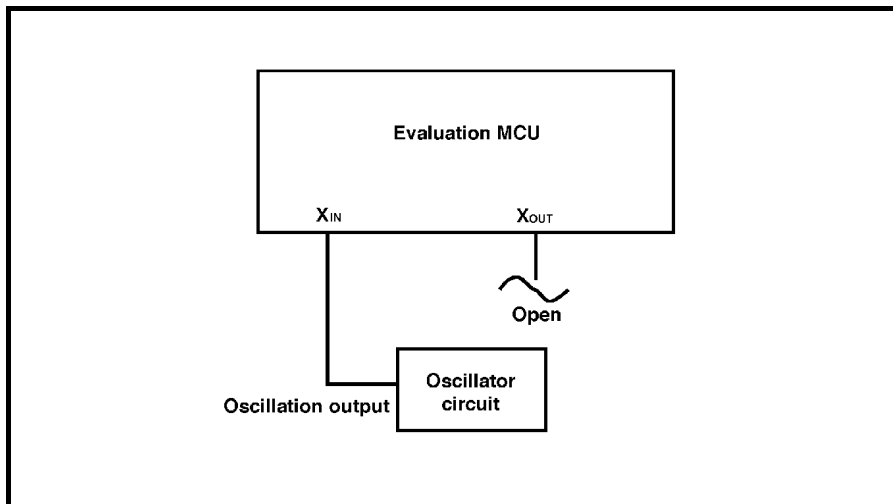 Evaluation MCU
XIN
XOUT
Open
Oscillator
circuit
Oscillation output